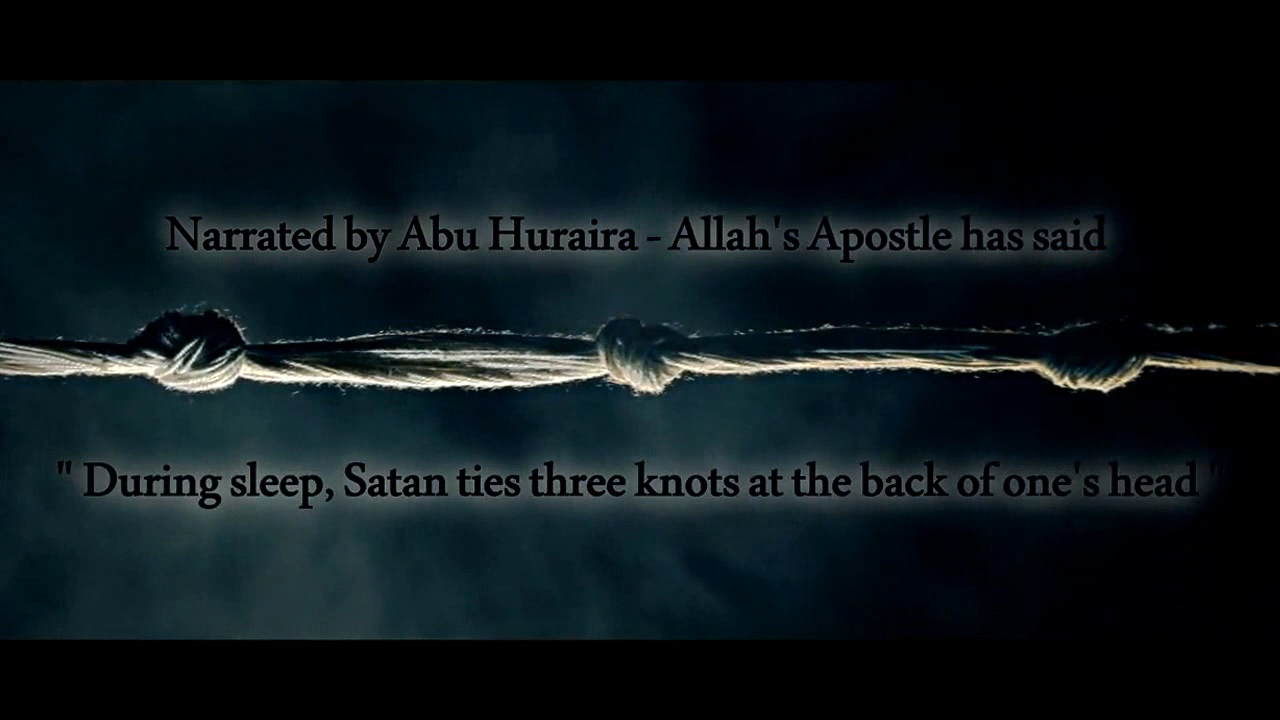 Narrated by Abu Huraira - Allah's Apostle has said
" During sleep, Satan ties three knots at the back of one's head "